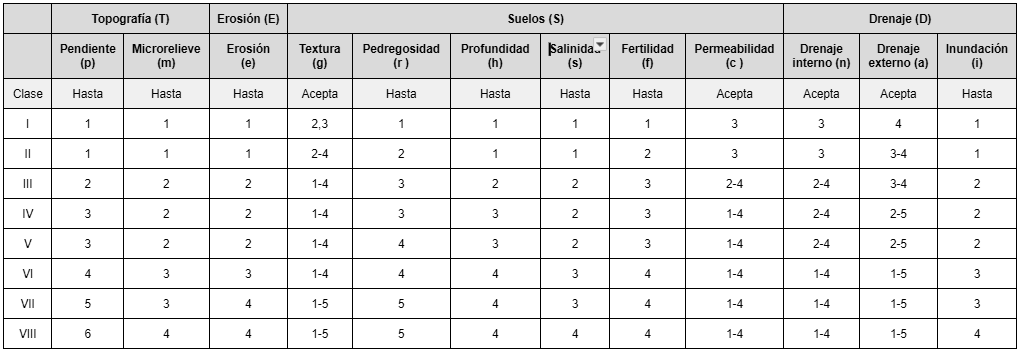 Topografía (T) Erosión (E) Suelos (S) Drenaje (D)
Pendiente (p) Microrelieve (m) Erosión (e) Textura (g) Pedregosidad (r ) Profundidad (h) Salinidad (s) Fertilidad (f) Permeabilidad (c ) Drenaje interno (n) Drenaje externo (a) Inundación (i)
Clase Hasta Hasta Hasta Acepta Hasta Hasta Hasta Hasta Acepta Acepta Acepta Hasta
I 1 1 1 2,3 1 1 1 1 3 3 4 1
II 1 1 1 2-4 2 1 1 2 3 3 3-4 1
III 2 2 2 1-4 3 2 2 3 2-4 2-4 3-4 2
IV 3 2 2 1-4 3 3 2 3 1-4 2-4 2-5 2
V 3 2 2 1-4 4 3 2 3 1-4 2-4 2-5 2
VI 4 3 3 1-4 4 4 3 4 1-4 1-4 1-5 3
VII 5 3 4 1-5 5 4 3 4 1-4 1-4 1-5 3
VIII 6 4 4 1-5 5 4 4 4 1-4 1-4 1-5 4